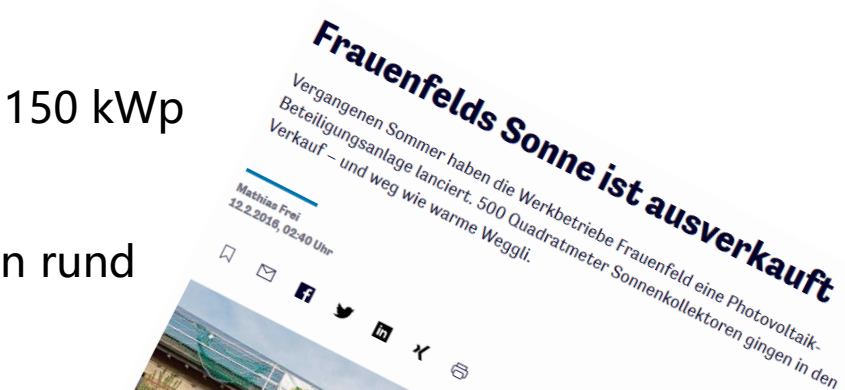 150 kWp
n rund
Frauenfelds Sonne ist ausverkauft
Vergangenen Sommer haben die Werkbetriebe Frauenfeld eine Photovoltaik-
Beteiligungsanlage lanciert. 500 Quadratmeter Sonnenkollektoren gingen in den
Verkauf – und weg wie warme Weggli.
Mathias Frei
12.2.2016, 02:40 Uhr